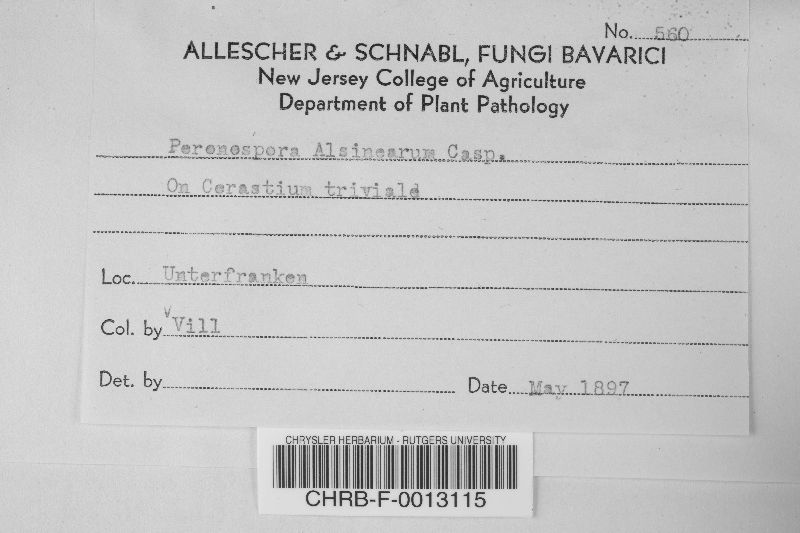 No. 560
ALLESCHER & SCHNABL, FUNGI BAVARICI
New Jersey College of Agriculture
Department of Plant Pathology
Peronospora Alsinearum Casp.
On Cerastium triviale
Loc. Unterfranken
Col. by Vill
Det. by
Date May 1897
CHRYSLER HERBARIUM - RUTGERS UNIVERSITY
CHRB-F-0013115